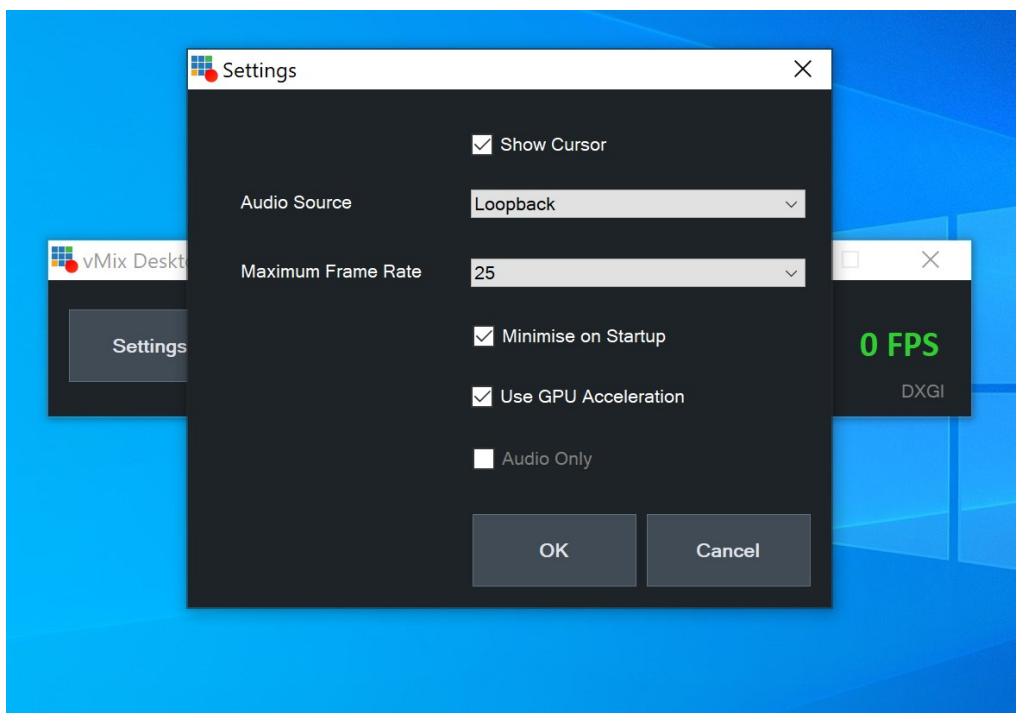 Settings
Show Cursor
Audio Source
Loopback
vMix Deskt
Maximum Frame Rate
25
Settings
Minimise on Startup
0 FPS
Use GPU Acceleration
DXGI
Audio Only
OK
Cancel